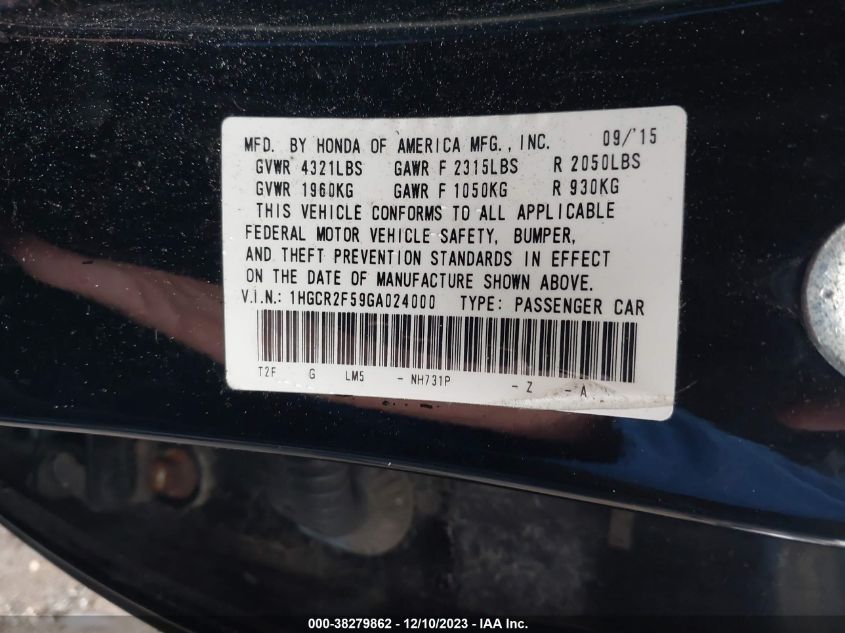 MFD. BY HONDA OF AMERICA MFG., INC. 09/'15
GVWR 4321LBS GAWR F 2315LBS R 2050LBS
GVWR 1960KG GAWR F 1050KG R 930KG
THIS VEHICLE CONFORMS TO ALL APPLICABLE
FEDERAL MOTOR VEHICLE SAFETY, BUMPER,
AND THEFT PREVENTION STANDARDS IN EFFECT
ON THE DATE OF MANUFACTURE SHOWN ABOVE.
V.I.N.: 1HGCR2F59GA024000 TYPE: PASSENGER CAR
T2F G LM5 - NH731P - Z - A
000-38279862 - 12/10/2023 - IAA Inc.